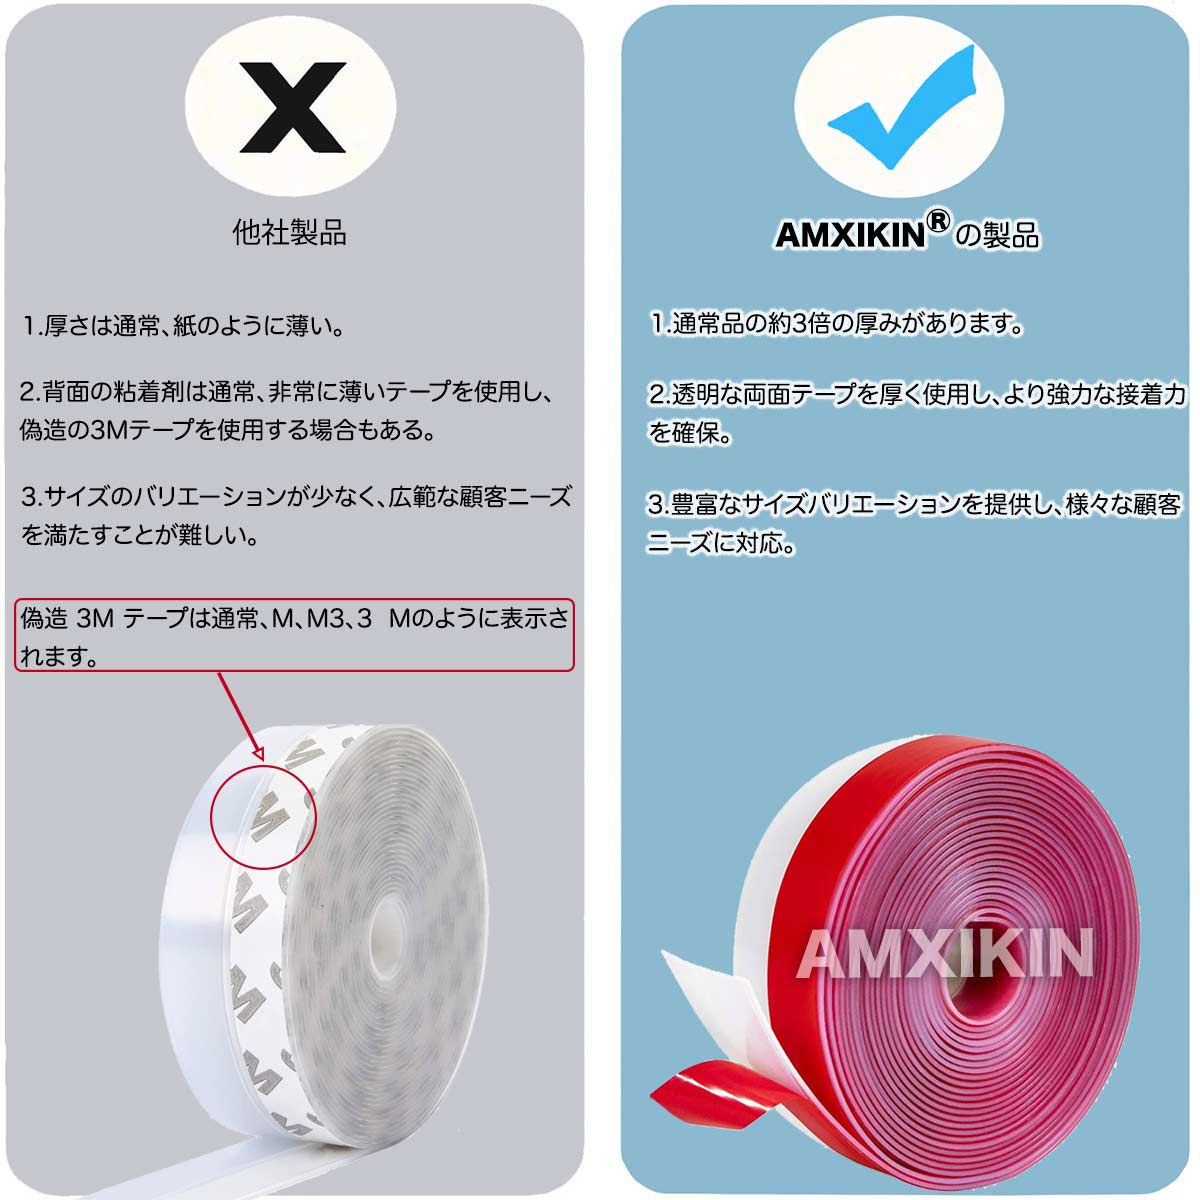 X
他社製品
1.厚さは通常、紙のように薄い。
2.背面の粘着剤は通常、非常に薄いテープを使用し、
偽造の3Mテープを使用する場合もある。
3.サイズのバリエーションが少なく、広範な顧客ニーズ
を満たすことが難しい。
偽造 3M テープは通常、M、M3、3 Mのように表示さ
れます。
M
M
M
M
M
M
AMXIKIN®の製品
1.通常品の約3倍の厚みがあります。
2.透明な両面テープを厚く使用し、より強力な接着力
を確保。
3.豊富なサイズバリエーションを提供し、様々な顧客
ニーズに対応。
AMXIKIN